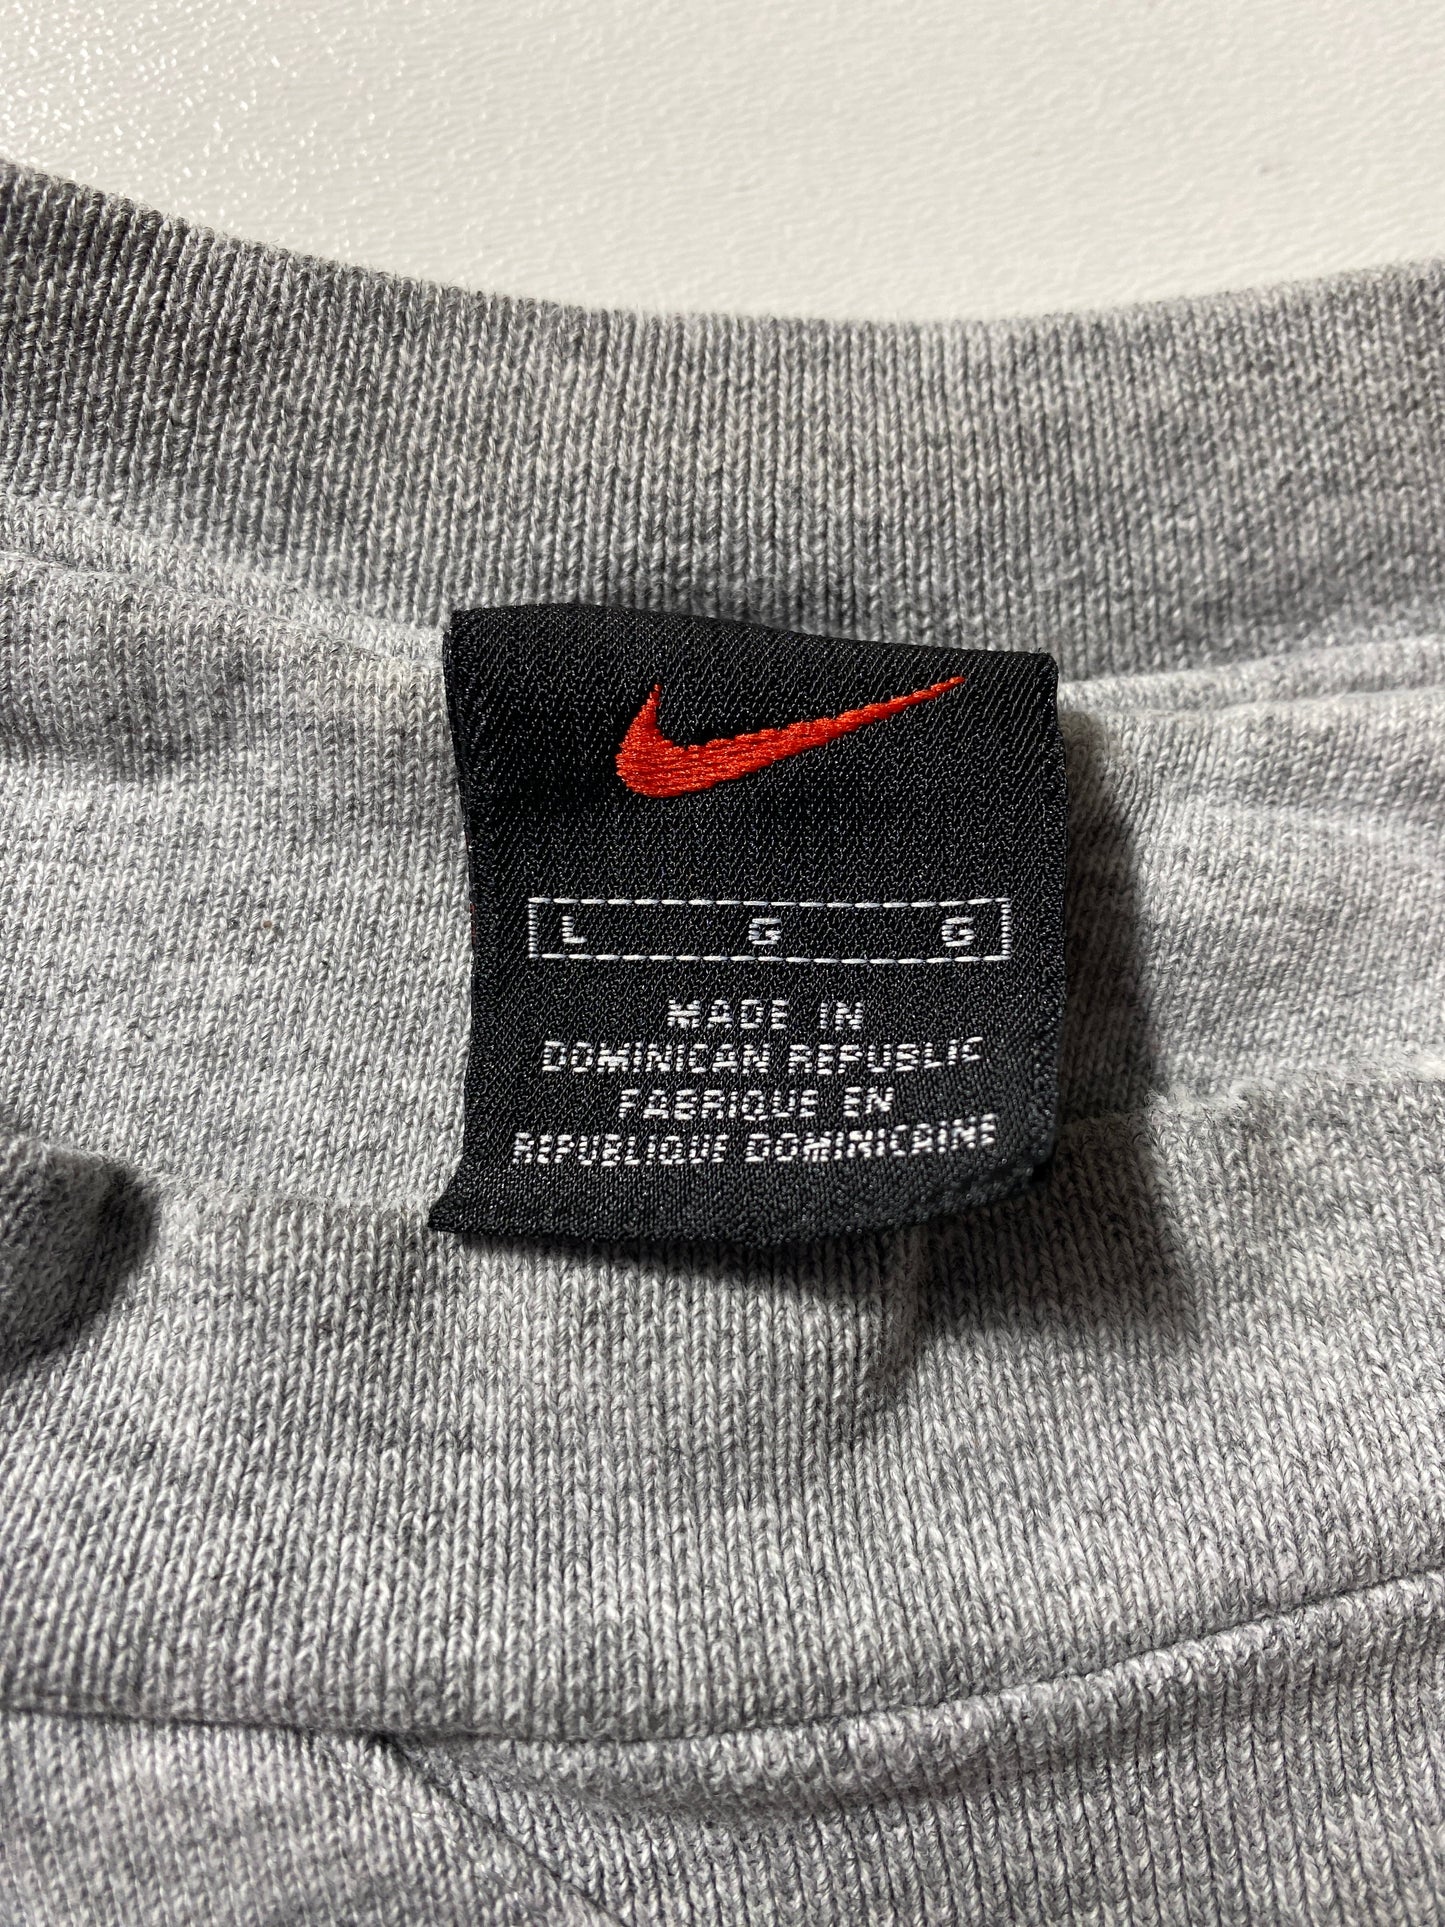 L G G
MADE IN
DOMINICAN REPUBLIC
FABRIQUE EN
REPUBLIQUE DOMINICAINE